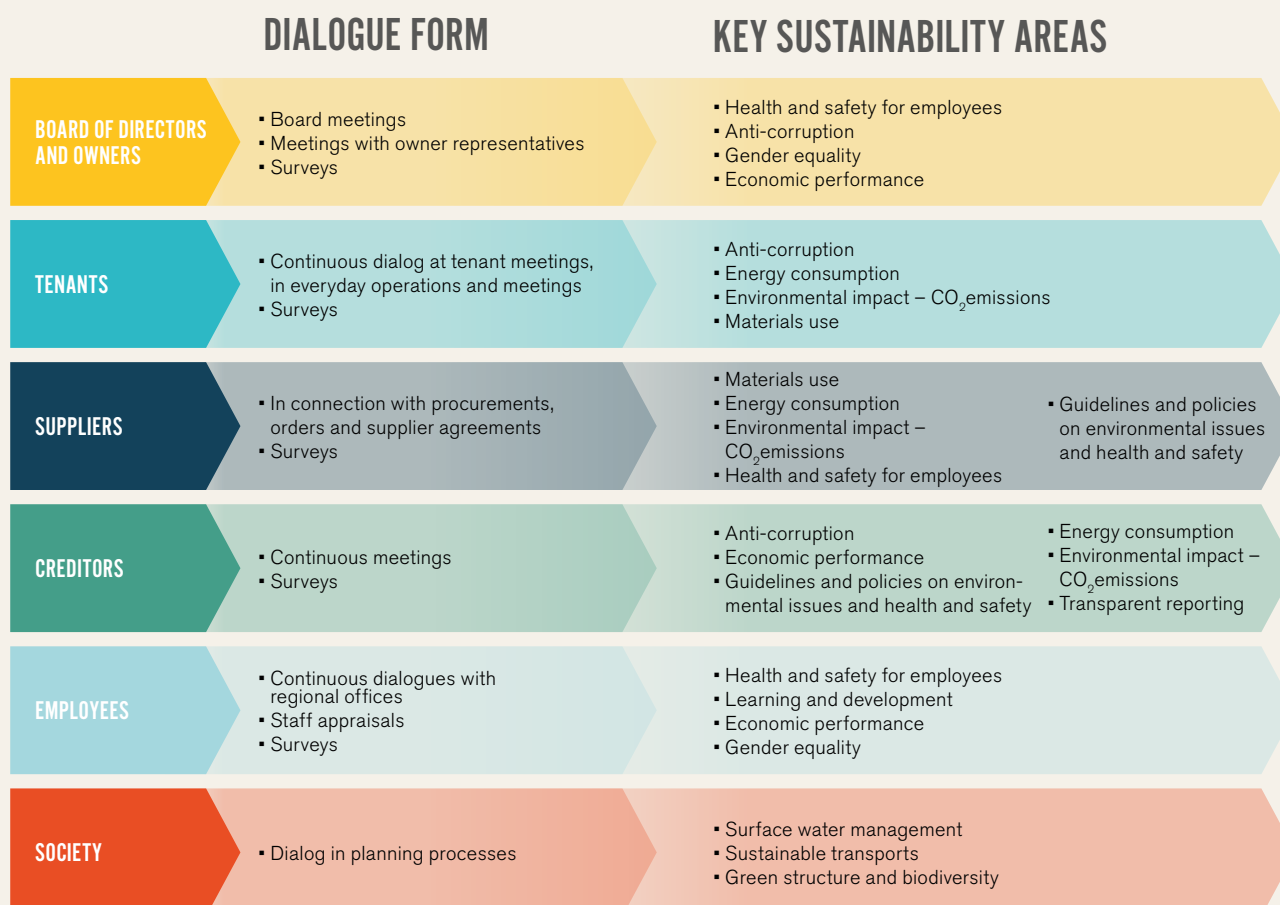 DIALOGUE FORM
KEY SUSTAINABILITY AREAS
BOARD OF DIRECTORS
AND OWNERS
▪ Board meetings
▪ Meetings with owner representatives
▪ Surveys
▪ Health and safety for employees
▪ Anti-corruption
▪ Gender equality
▪ Economic performance
TENANTS
▪ Continuous dialog at tenant meetings,
in everyday operations and meetings
▪ Surveys
▪ Anti-corruption
▪ Energy consumption
▪ Environmental impact – CO₂emissions
▪ Materials use
SUPPLIERS
▪ In connection with procurements,
orders and supplier agreements
▪ Surveys
▪ Materials use
▪ Energy consumption
▪ Environmental impact –
CO₂emissions
▪ Health and safety for employees
▪ Guidelines and policies
on environmental issues
and health and safety
CREDITORS
▪ Continuous meetings
▪ Surveys
▪ Anti-corruption
▪ Economic performance
▪ Guidelines and policies on environ-
mental issues and health and safety
▪ Energy consumption
▪ Environmental impact –
CO₂emissions
▪ Transparent reporting
EMPLOYEES
▪ Continuous dialogues with
regional offices
▪ Staff appraisals
▪ Surveys
▪ Health and safety for employees
▪ Learning and development
▪ Economic performance
▪ Gender equality
SOCIETY
▪ Dialog in planning processes
▪ Surface water management
▪ Sustainable transports
▪ Green structure and biodiversity